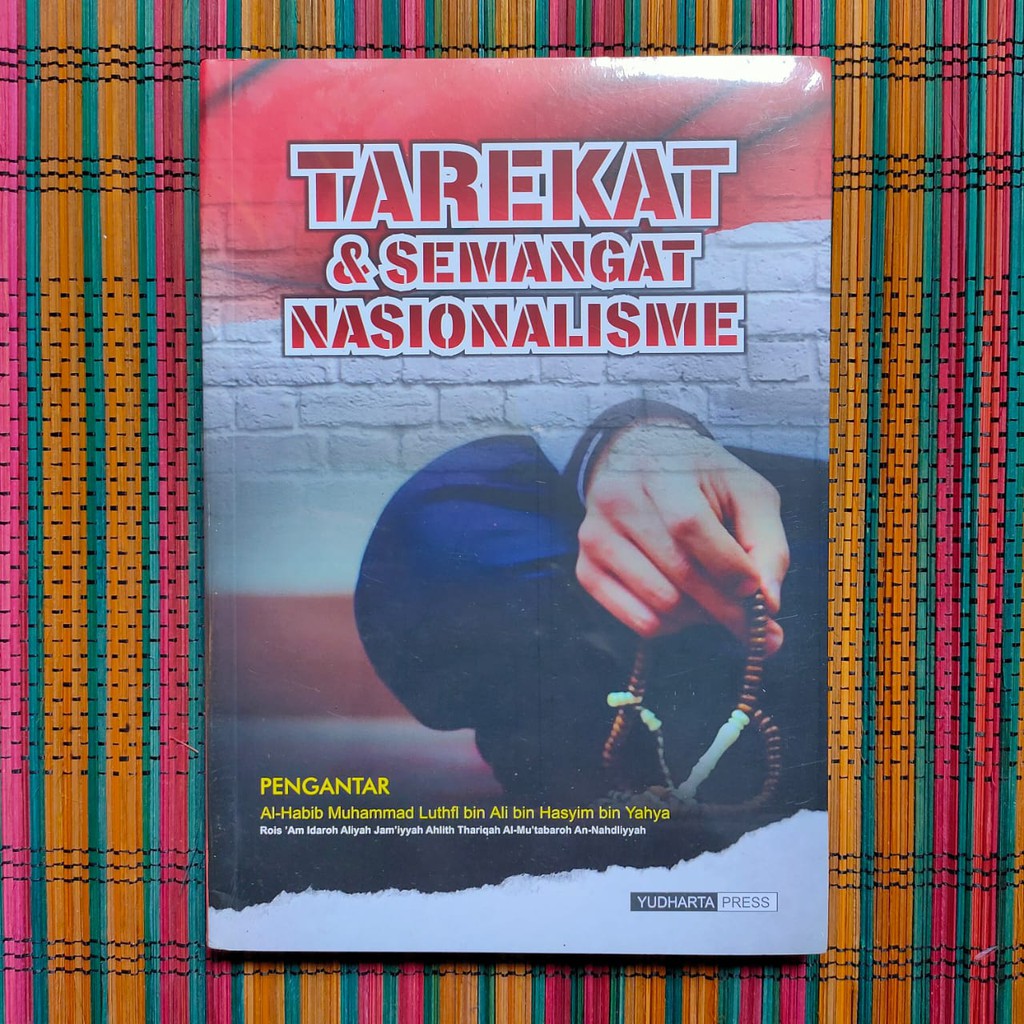 TAREKAT
& SEMANGAT
NASIONALISME
PENGANTAR
Al-Habib Muhammad Luthfi bin Ali bin Hasyim bin Yahya
Rois 'Am Idaroh Aliyah Jam'iyyah Ahlith Thariqah Al-Mu'tabaroh An-Nahdliyyah
YUDHARTA PRESS